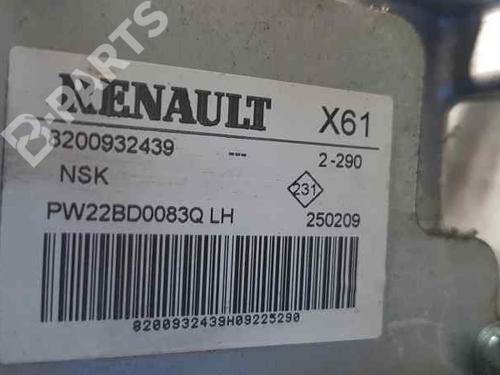 B-PARTS
RENAULT X61
8200932439 --- 2-290
NSK 231
PW22BD0083Q LH 250209
8200932439H09225290